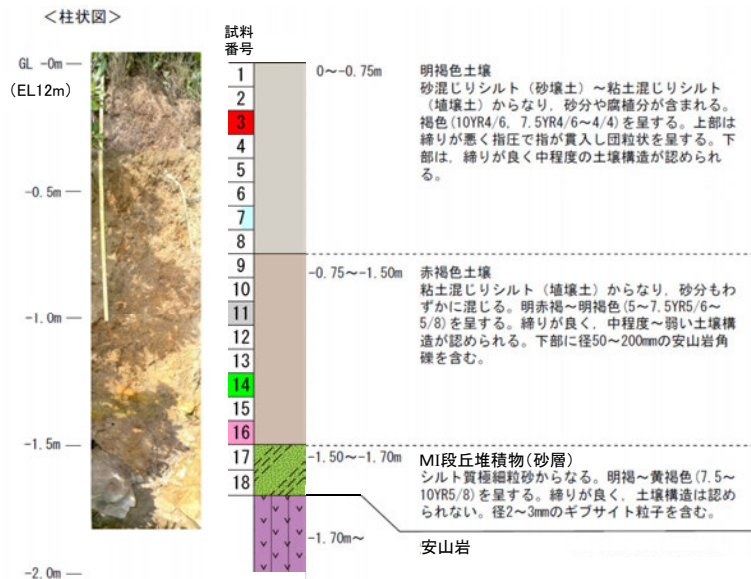 ＜柱状図＞
試料
番号
GL -0m
(EL12m)
-0.5m
-1.0m
-1.5m
-2.0m
1
2
3
4
5
6
7
8
9
10
11
12
13
14
15
16
17
18
0～-0.75m
明褐色土壌
砂混じりシルト（砂壌土）～粘土混じりシルト
（埴壌土）からなり，砂分や腐植分が含まれる。
褐色(10YR4/6，7.5YR4/6～4/4)を呈する。上部は
締りが悪く指圧で指が貫入し団粒状を呈する。下
部は，締りが良く中程度の土壌構造が認められ
る。
-0.75～-1.50m
赤褐色土壌
粘土混じりシルト（埴壌土）からなり，砂分もわ
ずかに混じる。明赤褐～明褐色(5～7.5YR5/6～
5/8)を呈する。締りが良く，中程度～弱い土壌構
造が認められる。下部に径50～200mmの安山岩角
礫を含む。
-1.50～-1.70m
MⅠ段丘堆積物(砂層)
シルト質極細粒砂からなる。明褐～黄褐色(7.5～
10YR5/8)を呈する。締りが良く，土壌構造は認め
られない。径2～3mmのギブサイト粒子を含む。
-1.70m～
安山岩